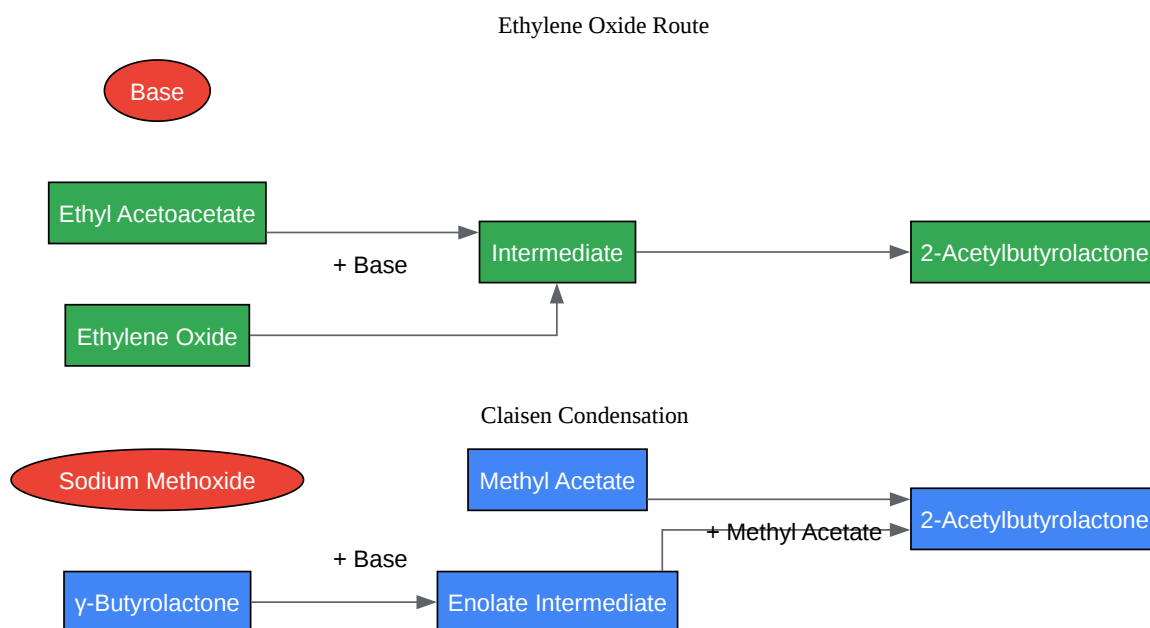 Ethylene Oxide Route
Base
Ethyl Acetoacetate
+ Base
Intermediate
2-Acetylbutyrolactone
Ethylene Oxide
Claisen Condensation
Sodium Methoxide
Methyl Acetate
2-Acetylbutyrolactone
+ Methyl Acetate
+ Base
γ-Butyrolactone
Enolate Intermediate